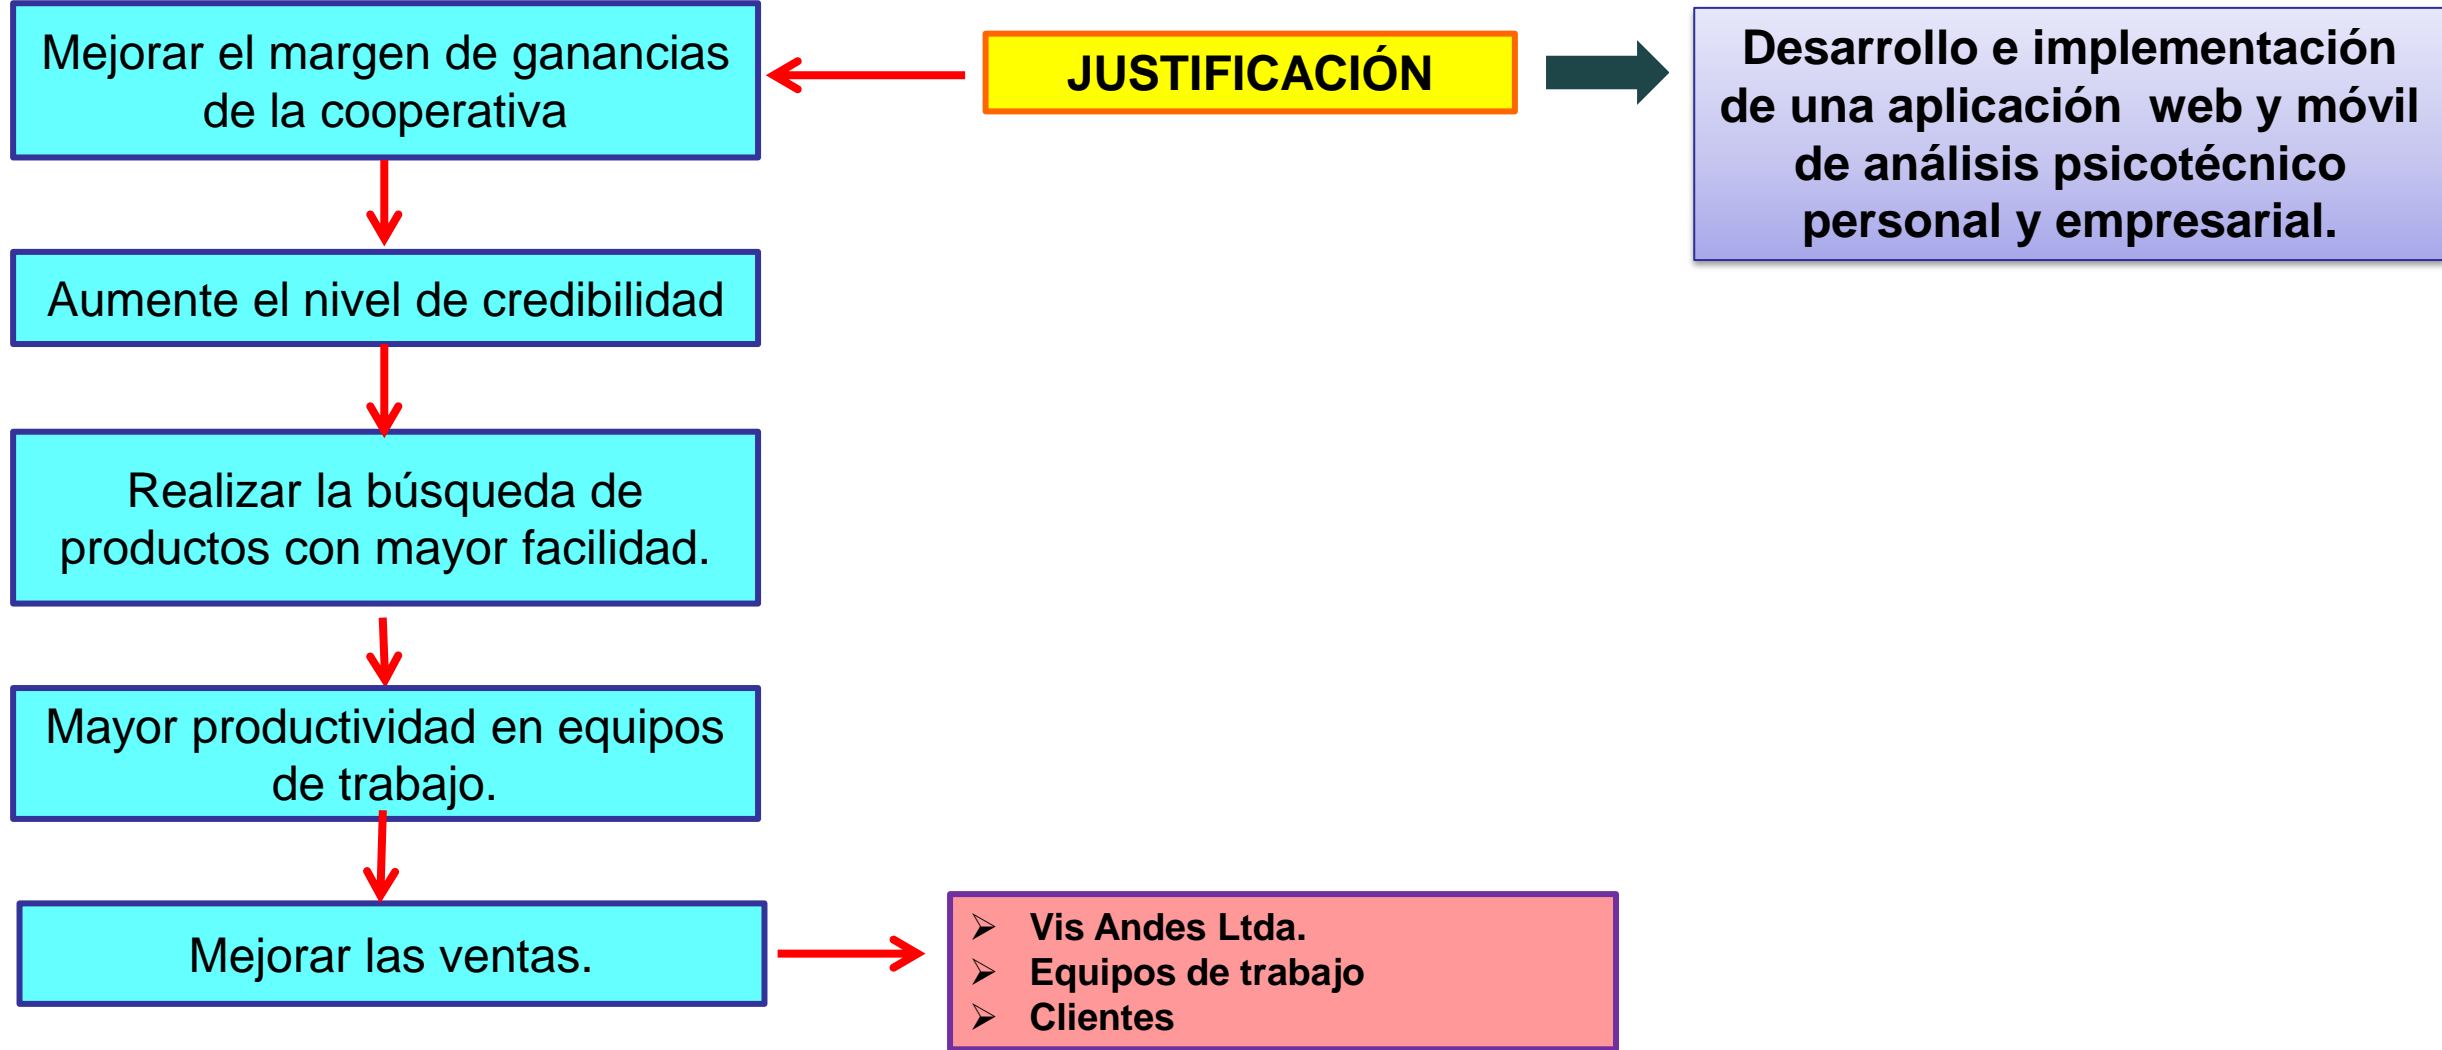 Mejorar el margen de ganancias
de la cooperativa
JUSTIFICACIÓN
Desarrollo e implementación
de una aplicación web y móvil
de análisis psicotécnico
personal y empresarial.
Aumente el nivel de credibilidad
Realizar la búsqueda de
productos con mayor facilidad.
Mayor productividad en equipos
de trabajo.
Mejorar las ventas.
➢ Vis Andes Ltda.
➢ Equipos de trabajo
➢ Clientes